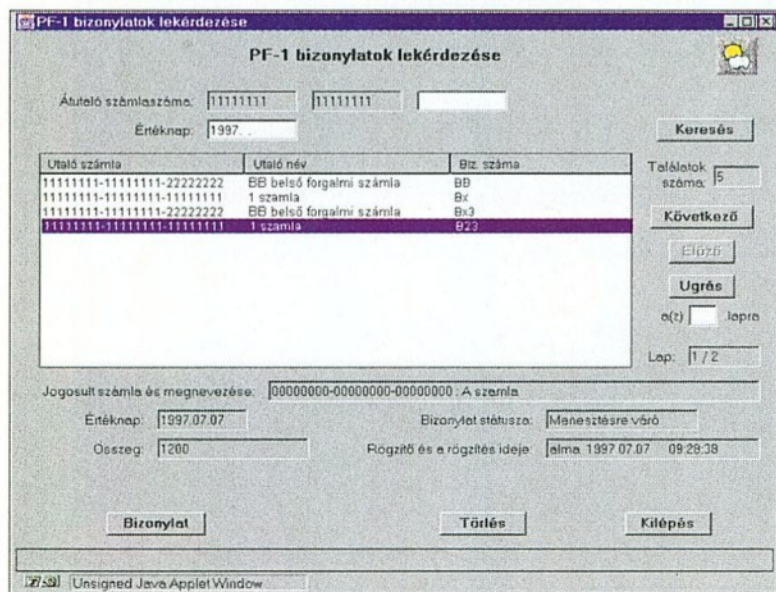 PF-1 bizonylatok lekérdezése
PF-1 bizonylatok lekérdezése
Átutaló számlaszáma: 11111111 11111111
Értéknap: 1997. .
Keresés
Utaló számla Utaló név Biz. száma
11111111-11111111-22222222 BB belső forgalmi számla BB
11111111-11111111-11111111 1 szamla Bx
11111111-11111111-22222222 BB belső forgalmi számla Bx3
11111111-11111111-11111111 1 szamla B23
Találatok száma: 5
Következő
Előző
Ugrás
a(z) .lapra
Lap: 1 / 2
Jogosult számla és megnevezése: 00000000-00000000-00000000 : A szamla
Értéknap: 1997.07.07 Bizonylat státusza: Menesztésre váró
Összeg: 1200 Rögzítő és a rögzítés ideje: alma 1997.07.07 09:28:38
Bizonylat Törlés Kilépés
Unsigned Java Applet Window